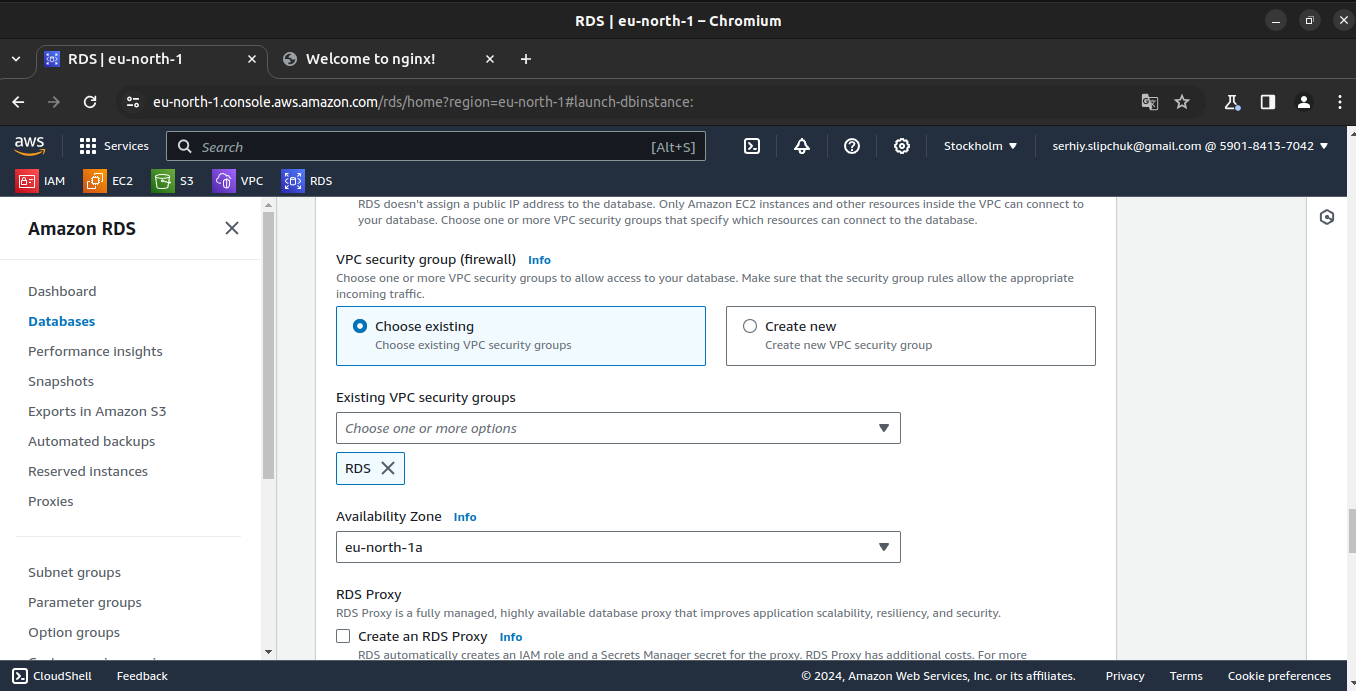 RDS | eu-north-1 – Chromium
RDS | eu-north-1
Welcome to nginx!
eu-north-1.console.aws.amazon.com/rds/home?region=eu-north-1#launch-dbinstance:
aws
Services
Search
[Alt+S]
Stockholm
serhiy.slipchuk@gmail.com @ 5901-8413-7042
IAM
EC2
S3
VPC
RDS
Amazon RDS
Dashboard
Databases
Performance insights
Snapshots
Exports in Amazon S3
Automated backups
Reserved instances
Proxies
Subnet groups
Parameter groups
Option groups
RDS doesn't assign a public IP address to the database. Only Amazon EC2 instances and other resources inside the VPC can connect to
your database. Choose one or more VPC security groups that specify which resources can connect to the database.
VPC security group (firewall) Info
Choose one or more VPC security groups to allow access to your database. Make sure that the security group rules allow the appropriate
incoming traffic.
Choose existing
Choose existing VPC security groups
Create new
Create new VPC security group
Existing VPC security groups
Choose one or more options
RDS
Availability Zone Info
eu-north-1a
RDS Proxy
RDS Proxy is a fully managed, highly available database proxy that improves application scalability, resiliency, and security.
Create an RDS Proxy Info
RDS automatically creates an IAM role and a Secrets Manager secret for the proxy. RDS Proxy has additional costs. For more
CloudShell
Feedback
© 2024, Amazon Web Services, Inc. or its affiliates.
Privacy
Terms
Cookie preferences